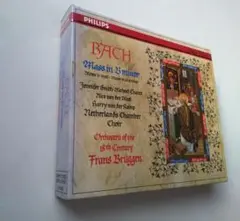 PHILIPS
BACH
Mass in B minor
Jennifer Smith Michael Chance
Nico van der Meel
Harry van der Kamp
Netherlands Chamber
Choir
Orchestra of the
18th Century
Frans Brüggen